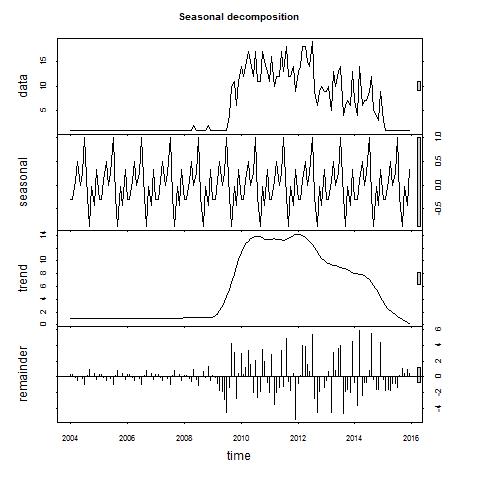 Seasonal decomposition
data
5 10 15
seasonal
-0.5 0.0 0.5 1.0
trend
0 2 4 6 8 10 14
remainder
-4 -2 0 2 4 6
2004 2006 2008 2010 2012 2014 2016
time